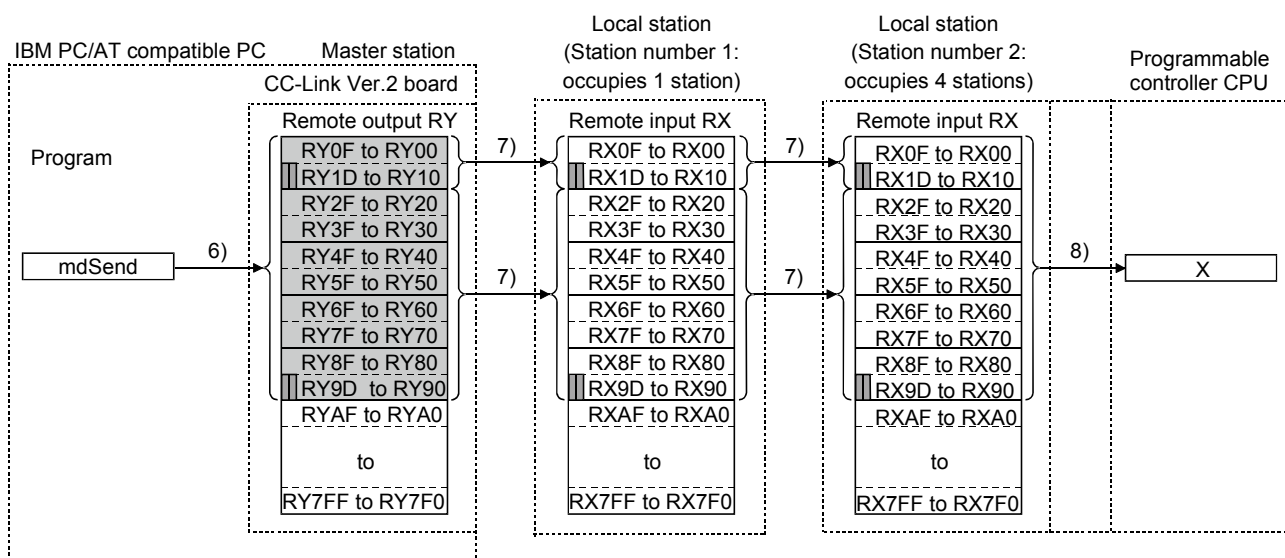 IBM PC/AT compatible PC
Master station
CC-Link Ver.2 board
Local station
(Station number 1:
occupies 1 station)
Local station
(Station number 2:
occupies 4 stations)
Programmable
controller CPU
Program
mdSend
6)
Remote output RY
RY0F to RY00
RY1D to RY10
RY2F to RY20
RY3F to RY30
RY4F to RY40
RY5F to RY50
RY6F to RY60
RY7F to RY70
RY8F to RY80
RY9D to RY90
RYAF to RYA0
to
RY7FF to RY7F0
7)
7)
Remote input RX
RX0F to RX00
RX1D to RX10
RX2F to RX20
RX3F to RX30
RX4F to RX40
RX5F to RX50
RX6F to RX60
RX7F to RX70
RX8F to RX80
RX9D to RX90
RXAF to RXA0
to
RX7FF to RX7F0
7)
7)
Remote input RX
RX0F to RX00
RX1D to RX10
RX2F to RX20
RX3F to RX30
RX4F to RX40
RX5F to RX50
RX6F to RX60
RX7F to RX70
RX8F to RX80
RX9D to RX90
RXAF to RXA0
to
RX7FF to RX7F0
8)
X